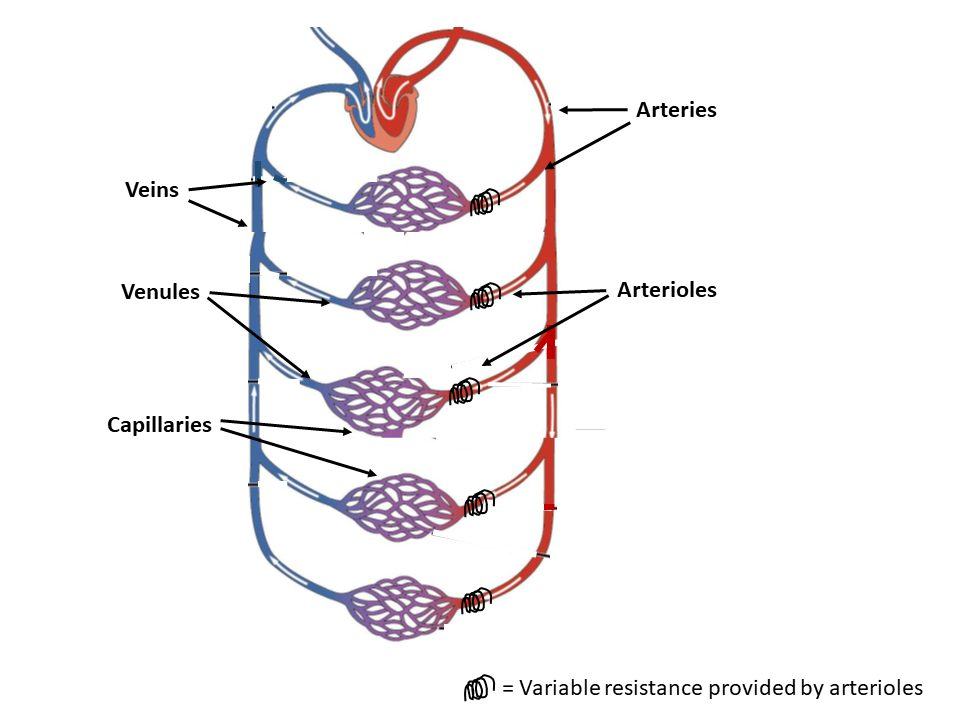 Arteries
Veins
Venules
Arterioles
Capillaries
= Variable resistance provided by arterioles